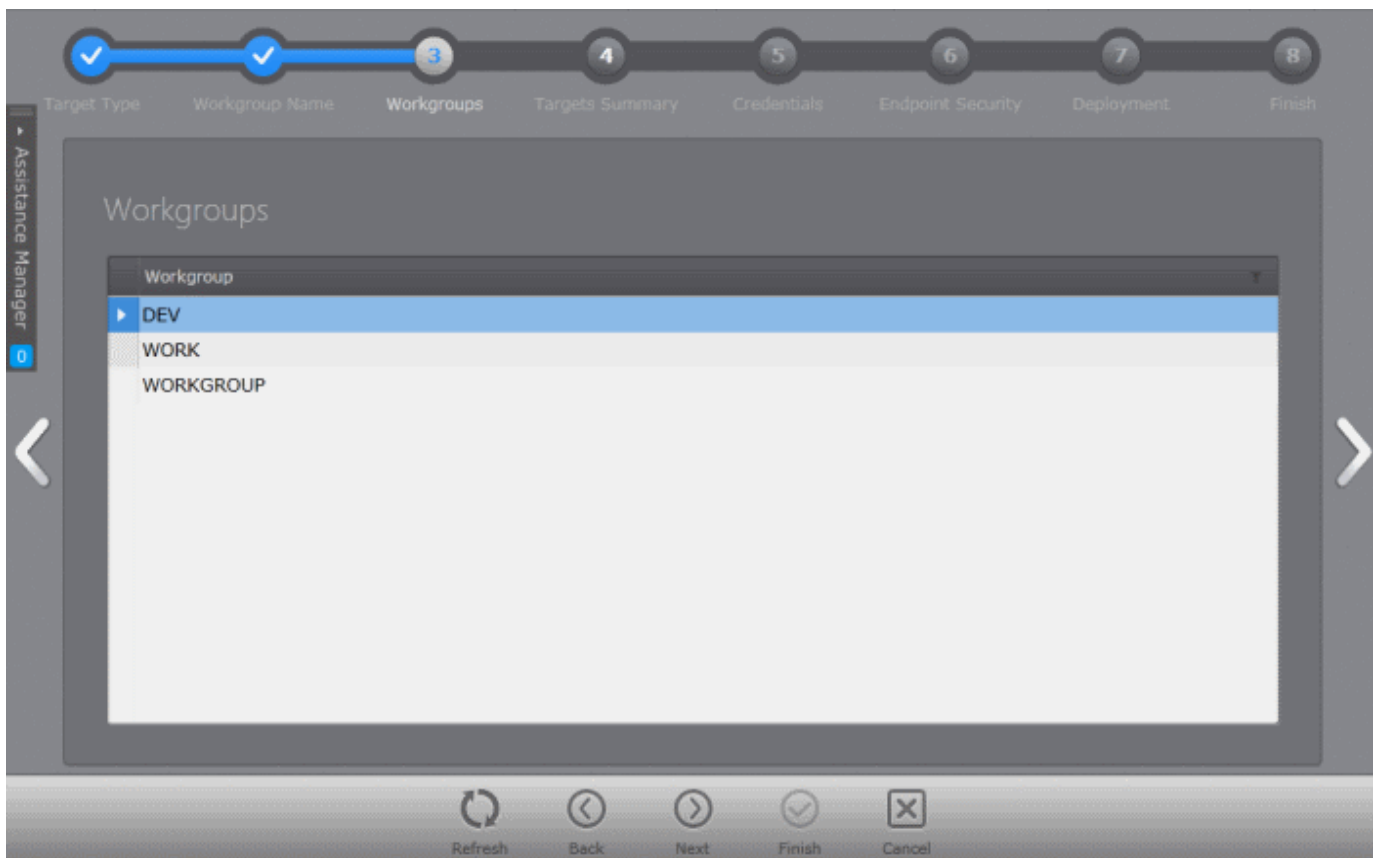 3
4
5
6
7
8
Target Type
Workgroup Name
Workgroups
Targets Summary
Credentials
Endpoint Security
Deployment
Finish
Assistance Manager
0
Workgroups
Workgroup
DEV
WORK
WORKGROUP
Refresh
Back
Next
Finish
Cancel